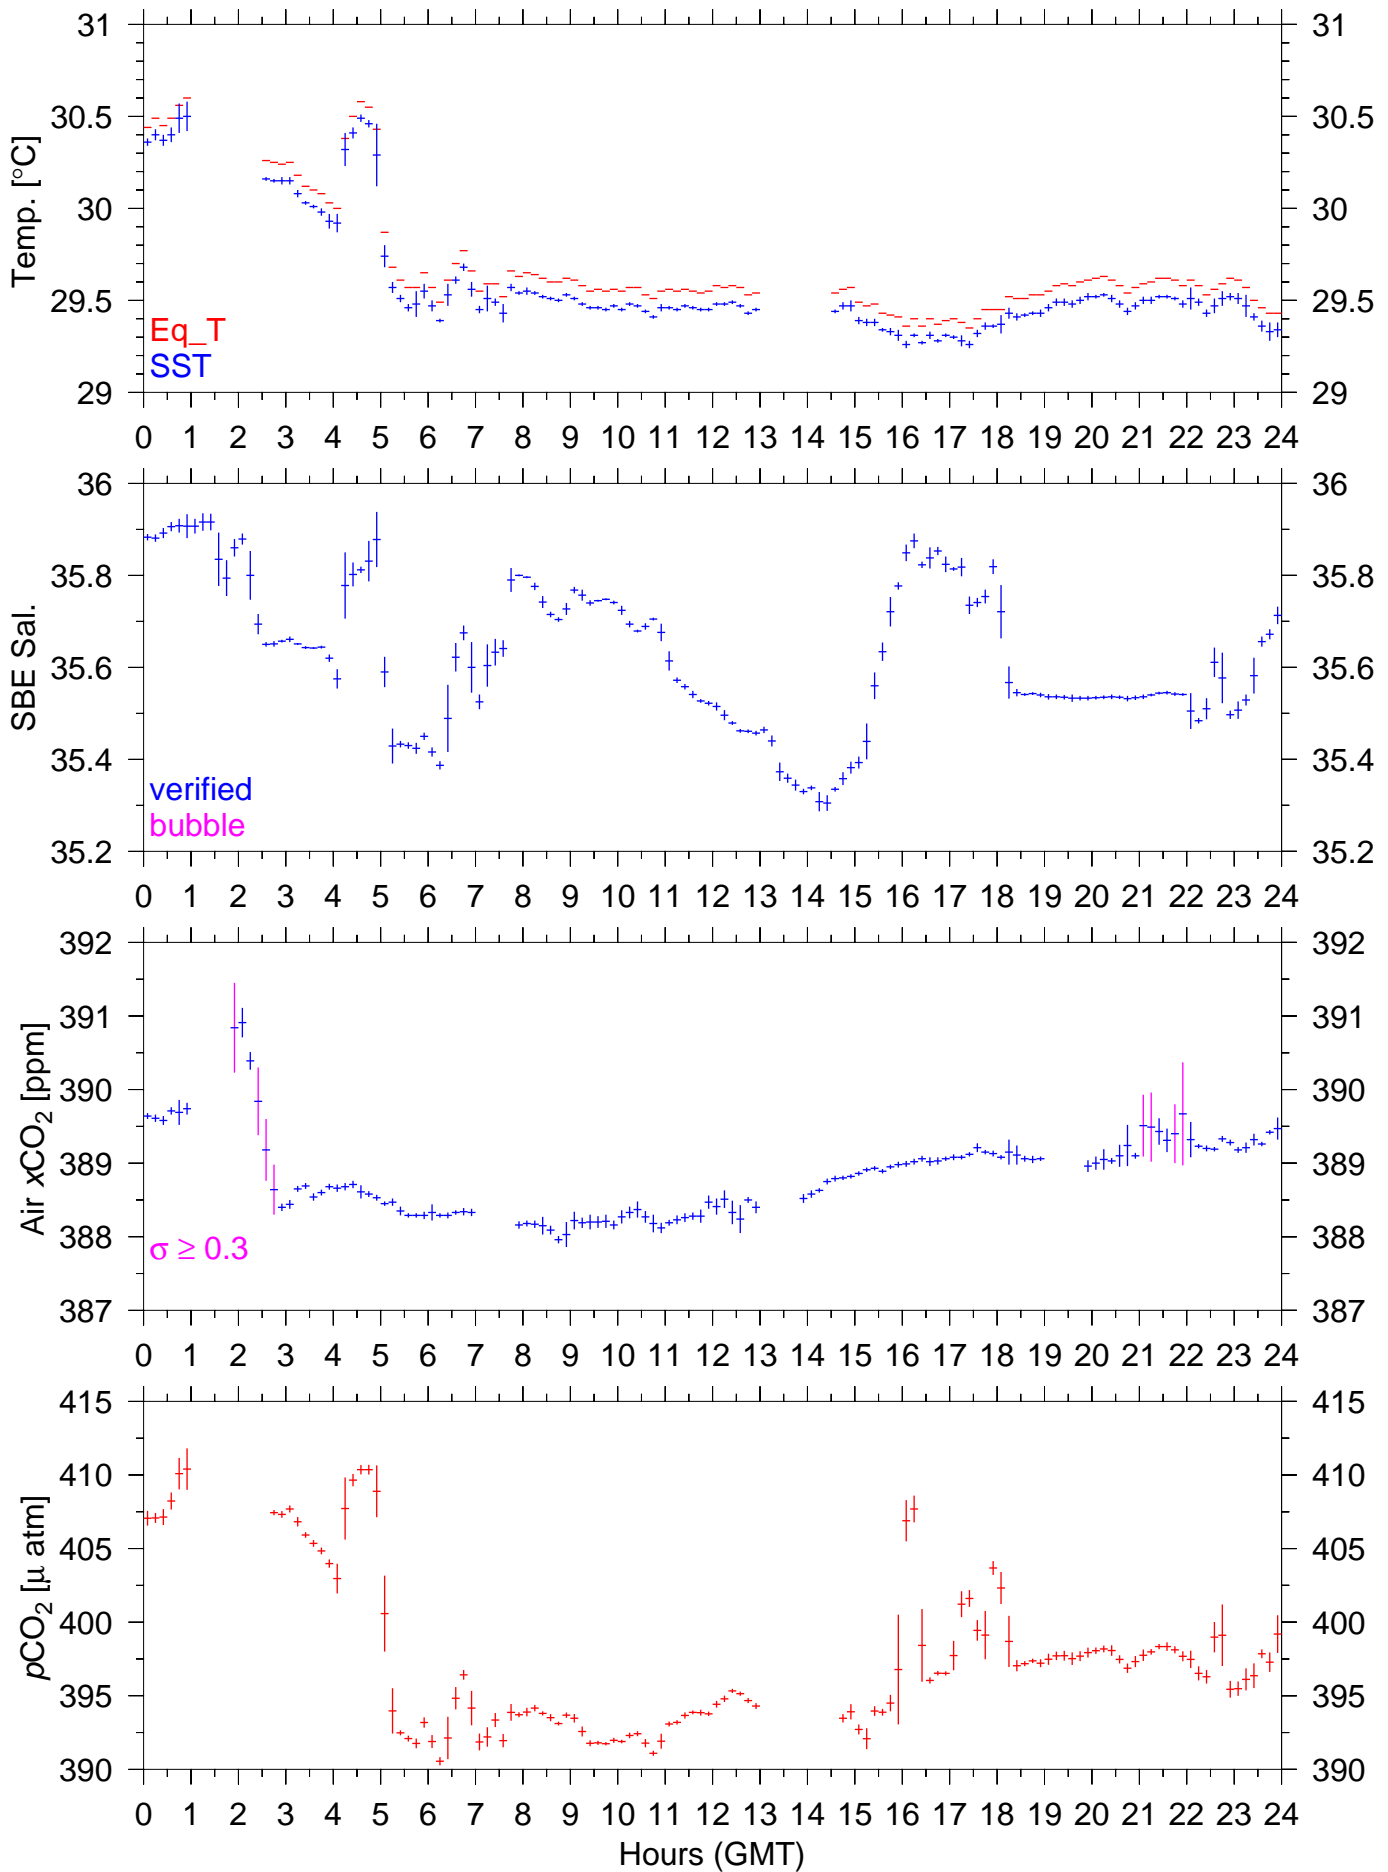 31 31
30.5 30.5
30 30
29.5 29.5
29 29
Temp. [°C]
Eq_T
SST
0 1 2 3 4 5 6 7 8 9 10 11 12 13 14 15 16 17 18 19 20 21 22 23 24
36 36
35.8 35.8
35.6 35.6
35.4 35.4
35.2 35.2
SBE Sal.
verified
bubble
0 1 2 3 4 5 6 7 8 9 10 11 12 13 14 15 16 17 18 19 20 21 22 23 24
392 392
391 391
390 390
389 389
388 388
387 387
Air xCO₂ [ppm]
σ ≥ 0.3
0 1 2 3 4 5 6 7 8 9 10 11 12 13 14 15 16 17 18 19 20 21 22 23 24
415 415
410 410
405 405
400 400
395 395
390 390
pCO₂ [μ atm]
0 1 2 3 4 5 6 7 8 9 10 11 12 13 14 15 16 17 18 19 20 21 22 23 24
Hours (GMT)